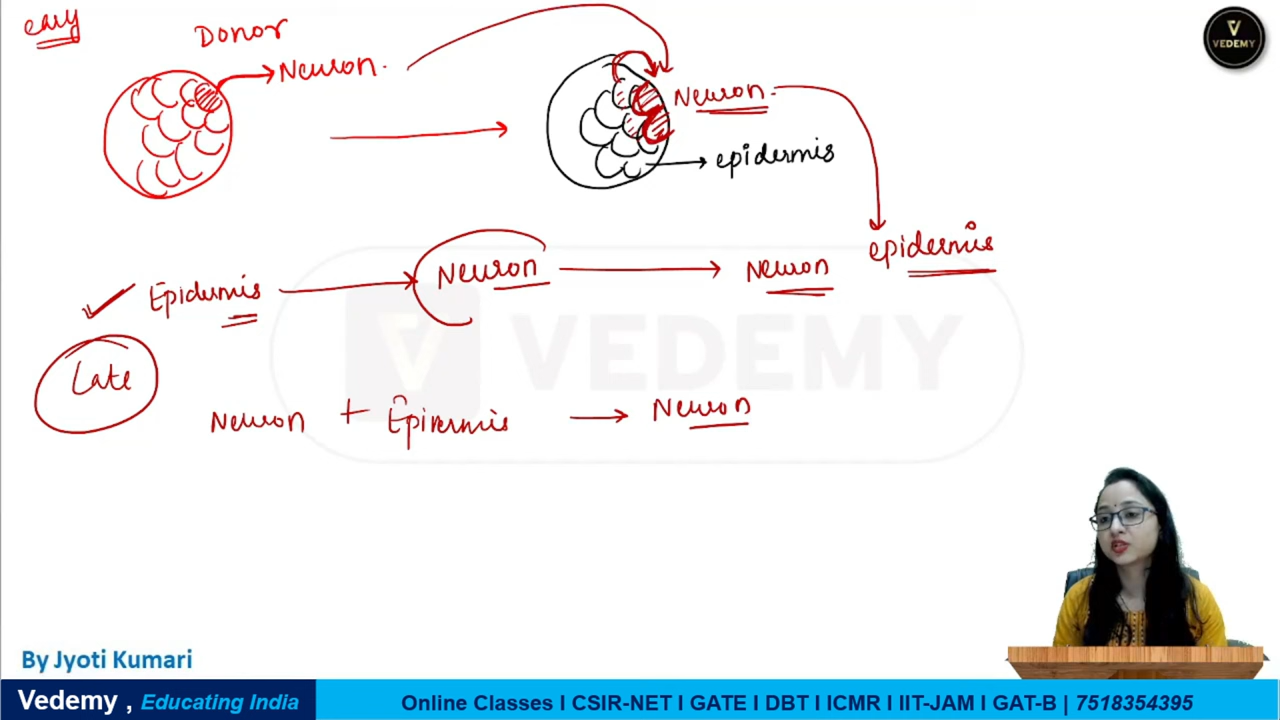 early
Donor
Neuron.
Neuron.
epidermis
epidermis
Epidermis
Neuron
Neuron
Late
Neuron + Epirermis
Neuron
V
VEDEMY
VEDEMY
By Jyoti Kumari
Vedemy , Educating India
Online Classes I CSIR-NET I GATE I DBT I ICMR I IIT-JAM I GAT-B | 7518354395